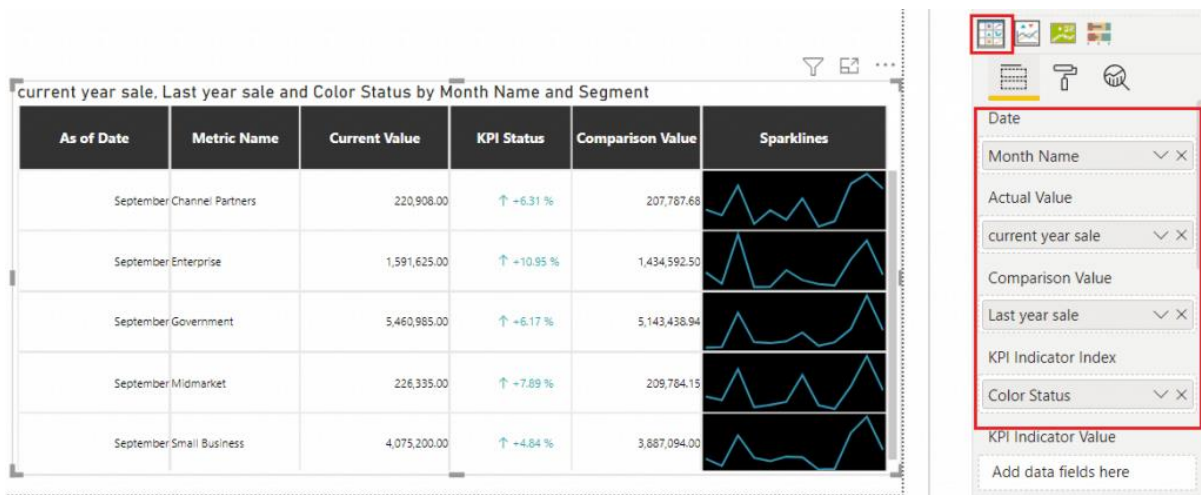 current year sale, Last year sale and Color Status by Month Name and Segment
As of Date Metric Name Current Value KPI Status Comparison Value Sparklines
September Channel Partners 220,908.00 ↑ +6.31 % 207,787.68
September Enterprise 1,591,625.00 ↑ +10.95 % 1,434,592.50
September Government 5,460,985.00 ↑ +6.17 % 5,143,438.94
September Midmarket 226,335.00 ↑ +7.89 % 209,784.15
September Small Business 4,075,200.00 ↑ +4.84 % 3,887,094.00
Date
Month Name
Actual Value
current year sale
Comparison Value
Last year sale
KPI Indicator Index
Color Status
KPI Indicator Value
Add data fields here